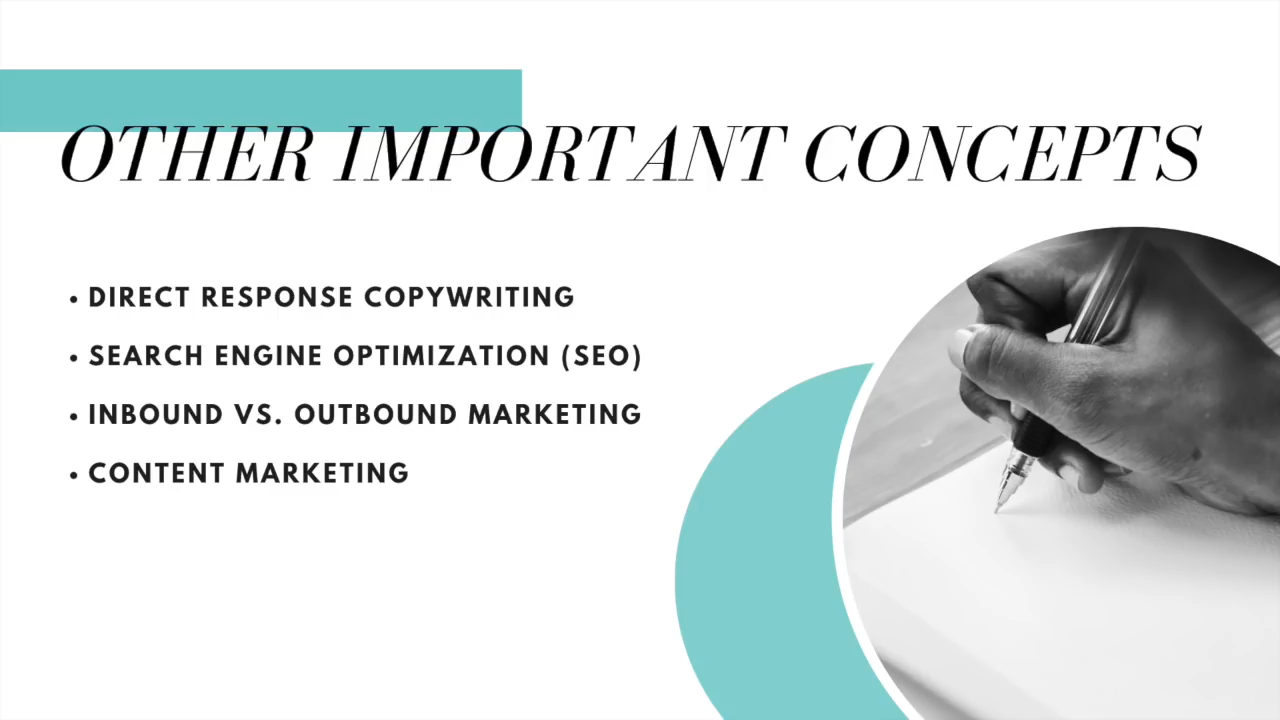 OTHER IMPORTANT CONCEPTS
• DIRECT RESPONSE COPYWRITING
• SEARCH ENGINE OPTIMIZATION (SEO)
• INBOUND VS. OUTBOUND MARKETING
• CONTENT MARKETING